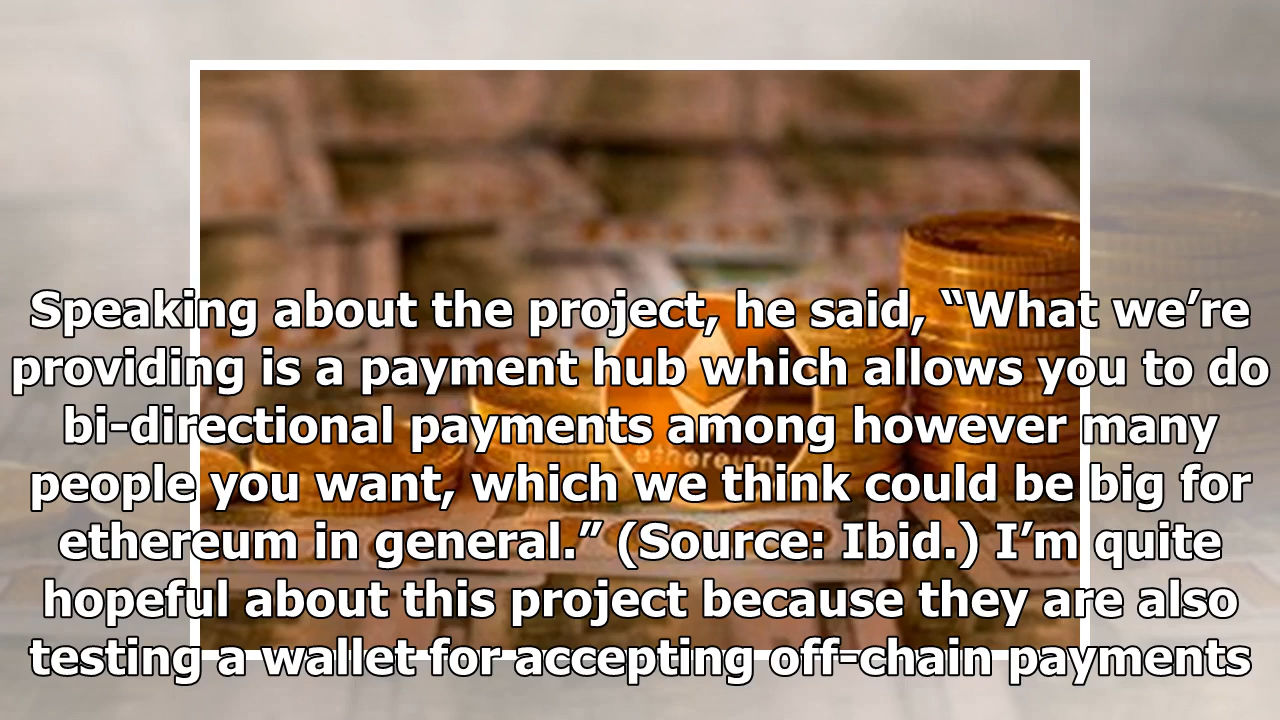 Speaking about the project, he said, “What we’re
providing is a payment hub which allows you to do
bi-directional payments among however many
people you want, which we think could be big for
ethereum in general.” (Source: Ibid.) I’m quite
hopeful about this project because they are also
testing a wallet for accepting off-chain payments
ethereum